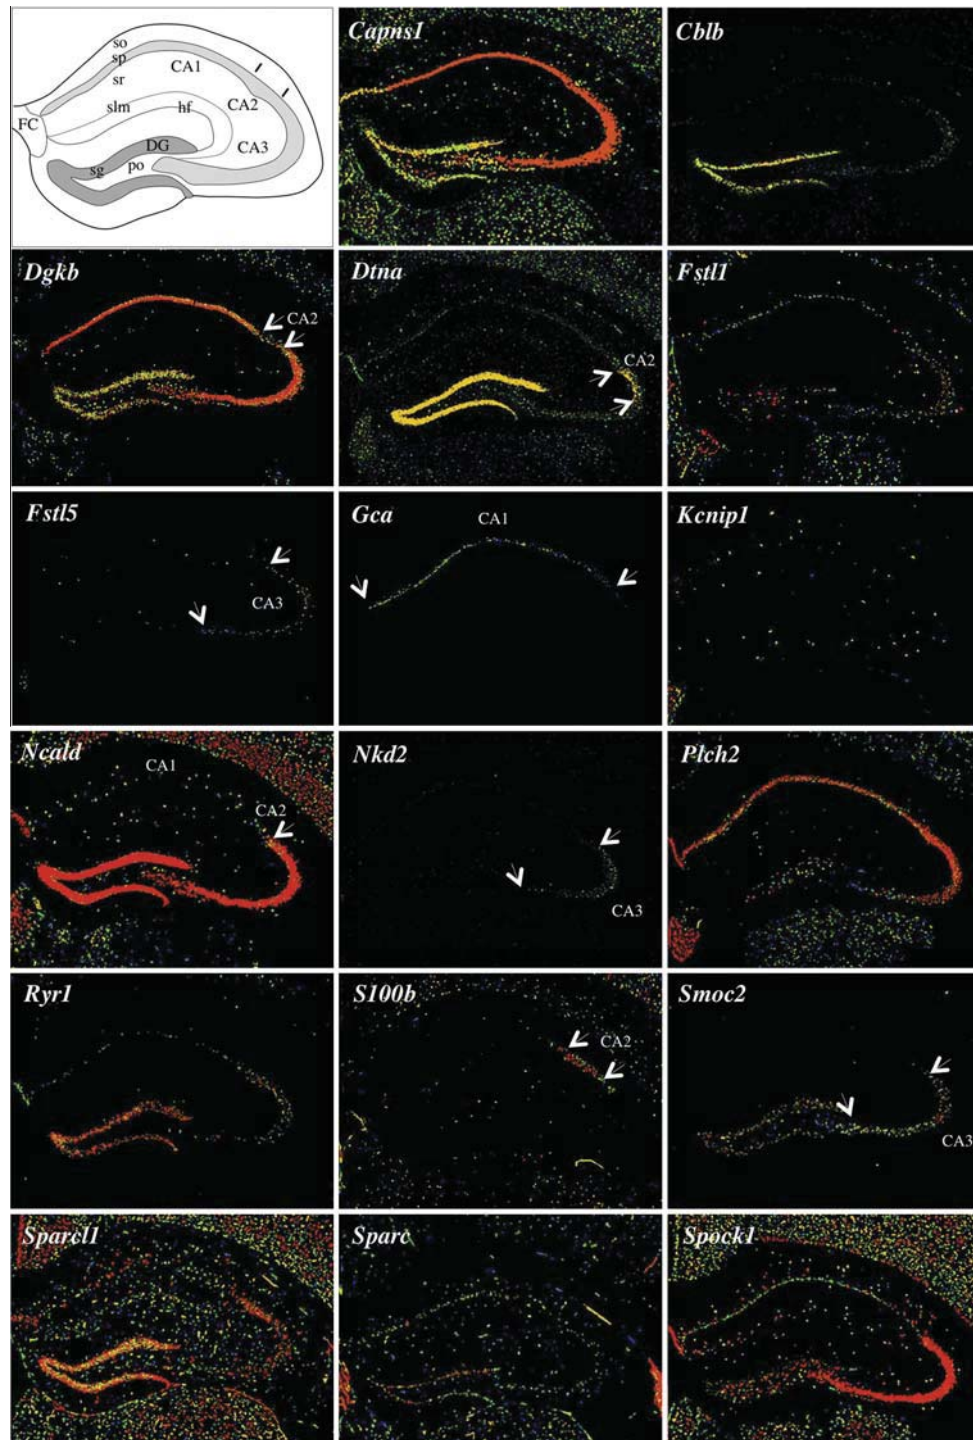 so
sp
sr
CA1
slm
hf
CA2
FC
DG
CA3
sg
po
Capns1
Cblb
Dgkb
CA2
Dtna
CA2
Fstl1
Fstl5
CA3
Gca
CA1
Kcnip1
Ncald
CA1
CA2
Nkd2
CA3
Plch2
Ryr1
S100b
CA2
Smoc2
CA3
Sparcl1
Sparc
Spock1